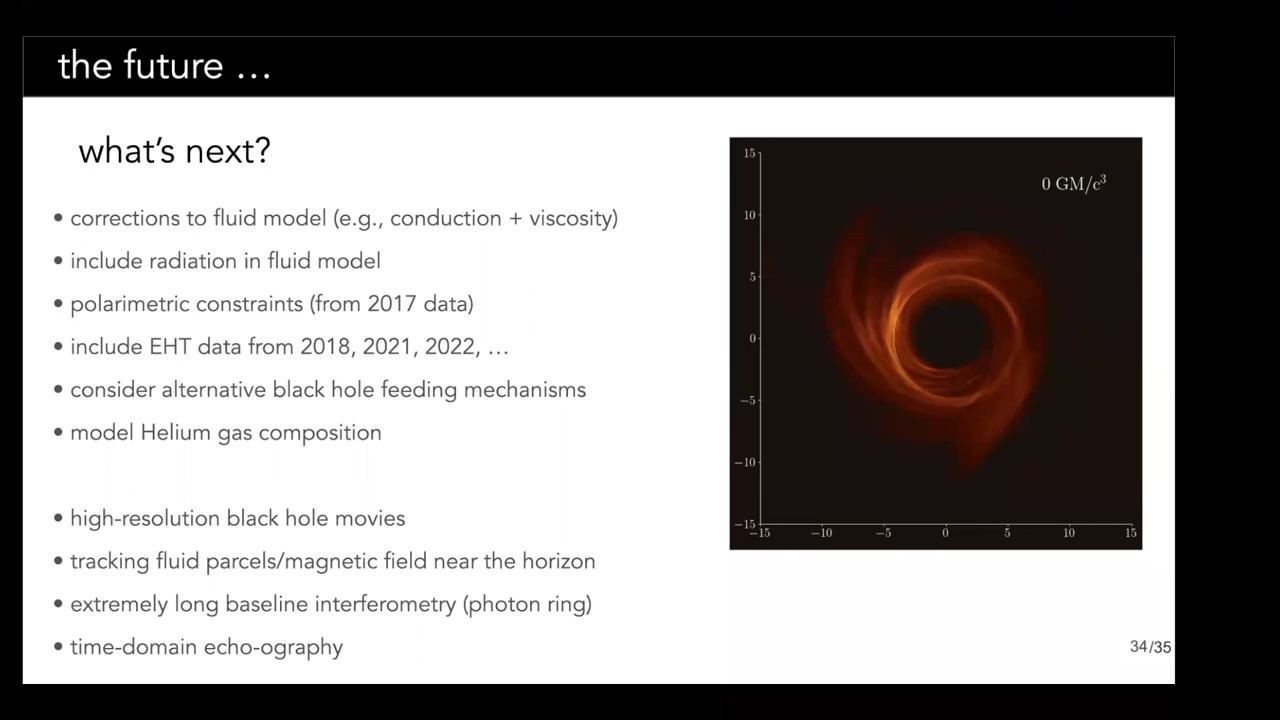 the future …
what's next?
• corrections to fluid model (e.g., conduction + viscosity)
• include radiation in fluid model
• polarimetric constraints (from 2017 data)
• include EHT data from 2018, 2021, 2022, …
• consider alternative black hole feeding mechanisms
• model Helium gas composition
• high-resolution black hole movies
• tracking fluid parcels/magnetic field near the horizon
• extremely long baseline interferometry (photon ring)
• time-domain echo-ography
0 GM/c³
15
10
5
0
−5
−10
−15
−15 −10 −5 0 5 10 15
34/35